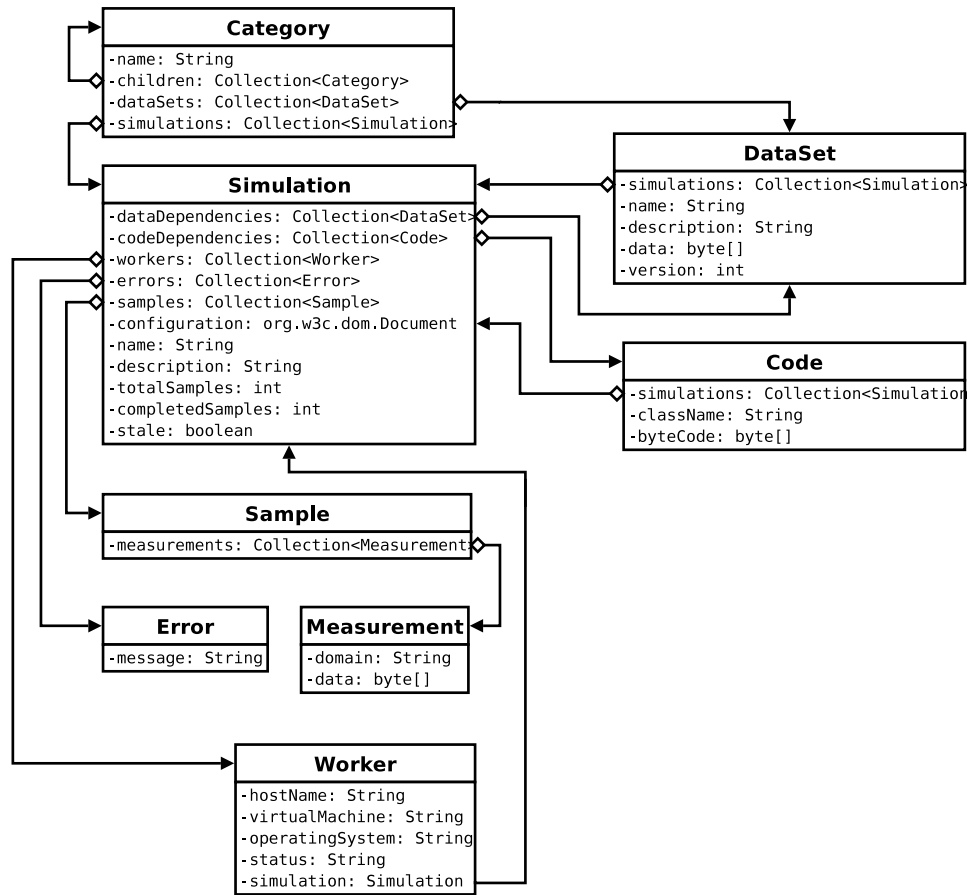 Category
-name: String
-children: Collection<Category>
-dataSets: Collection<DataSet>
-simulations: Collection<Simulation>
DataSet
-simulations: Collection<Simulation>
-name: String
-description: String
-data: byte[]
-version: int
Simulation
-dataDependencies: Collection<DataSet>
-codeDependencies: Collection<Code>
-workers: Collection<Worker>
-errors: Collection<Error>
-samples: Collection<Sample>
-configuration: org.w3c.dom.Document
-name: String
-description: String
-totalSamples: int
-completedSamples: int
-stale: boolean
Code
-simulations: Collection<Simulation
-className: String
-byteCode: byte[]
Sample
-measurements: Collection<Measurement>
Error
-message: String
Measurement
-domain: String
-data: byte[]
Worker
-hostName: String
-virtualMachine: String
-operatingSystem: String
-status: String
-simulation: Simulation